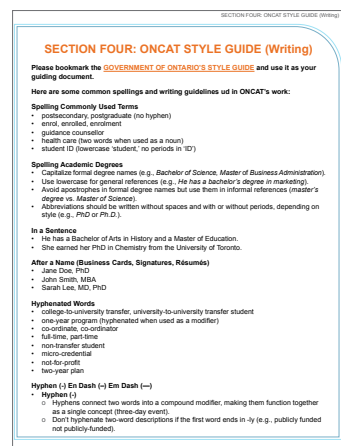 SECTION FOUR: ONCAT STYLE GUIDE (Writing)
SECTION FOUR: ONCAT STYLE GUIDE (Writing)
Please bookmark the GOVERNMENT OF ONTARIO'S STYLE GUIDE and use it as your
guiding document.
Here are some common spellings and writing guidelines ud in ONCAT's work:
Spelling Commonly Used Terms
• postsecondary, postgraduate (no hyphen)
• enrol, enrolled, enrolment
• guidance counsellor
• health care (two words when used as a noun)
• student ID (lowercase 'student,' no periods in 'ID')
Spelling Academic Degrees
• Capitalize formal degree names (e.g., Bachelor of Science, Master of Business Administration).
• Use lowercase for general references (e.g., He has a bachelor's degree in marketing).
• Avoid apostrophes in formal degree names but use them in informal references (master's
degree vs. Master of Science).
• Abbreviations should be written without spaces and with or without periods, depending on
style (e.g., PhD or Ph.D.).
In a Sentence
• He has a Bachelor of Arts in History and a Master of Education.
• She earned her PhD in Chemistry from the University of Toronto.
After a Name (Business Cards, Signatures, Résumés)
• Jane Doe, PhD
• John Smith, MBA
• Sarah Lee, MD, PhD
Hyphenated Words
• college-to-university transfer, university-to-university transfer student
• one-year program (hyphenated when used as a modifier)
• co-ordinate, co-ordinator
• full-time, part-time
• non-transfer student
• micro-credential
• not-for-profit
• two-year plan
Hyphen (-) En Dash (–) Em Dash (—)
• Hyphen (-)
o Hyphens connect two words into a compound modifier, making them function together
as a single concept (three-day event).
o Don't hyphenate two-word descriptions if the first word ends in -ly (e.g., publicly funded
not publicly-funded).